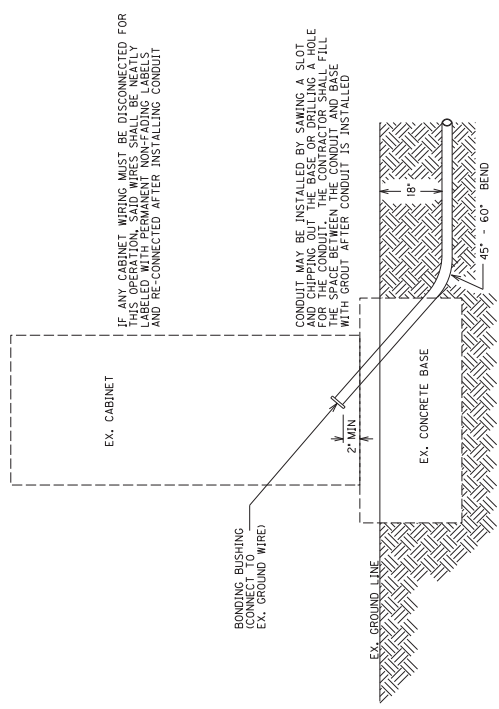 IF ANY CABINET WIRING MUST BE DISCONNECTED FOR
THIS OPERATION, SAID WIRES SHALL BE NEATLY
LABELED WITH PERMANENT NON-FADING LABELS
AND RE-CONNECTED AFTER INSTALLING CONDUIT
EX. CABINET
CONDUIT MAY BE INSTALLED BY SAWING A SLOT
AND CHIPPING OUT THE BASE OR DRILLING A HOLE
FOR THE CONDUIT. THE CONTRACTOR SHALL FILL
THE SPACE BETWEEN THE CONDUIT AND BASE
WITH GROUT AFTER CONDUIT IS INSTALLED
BONDING BUSHING
(CONNECT TO
EX. GROUND WIRE)
2" MIN
EX. GROUND LINE
18"
EX. CONCRETE BASE
45° - 60° BEND